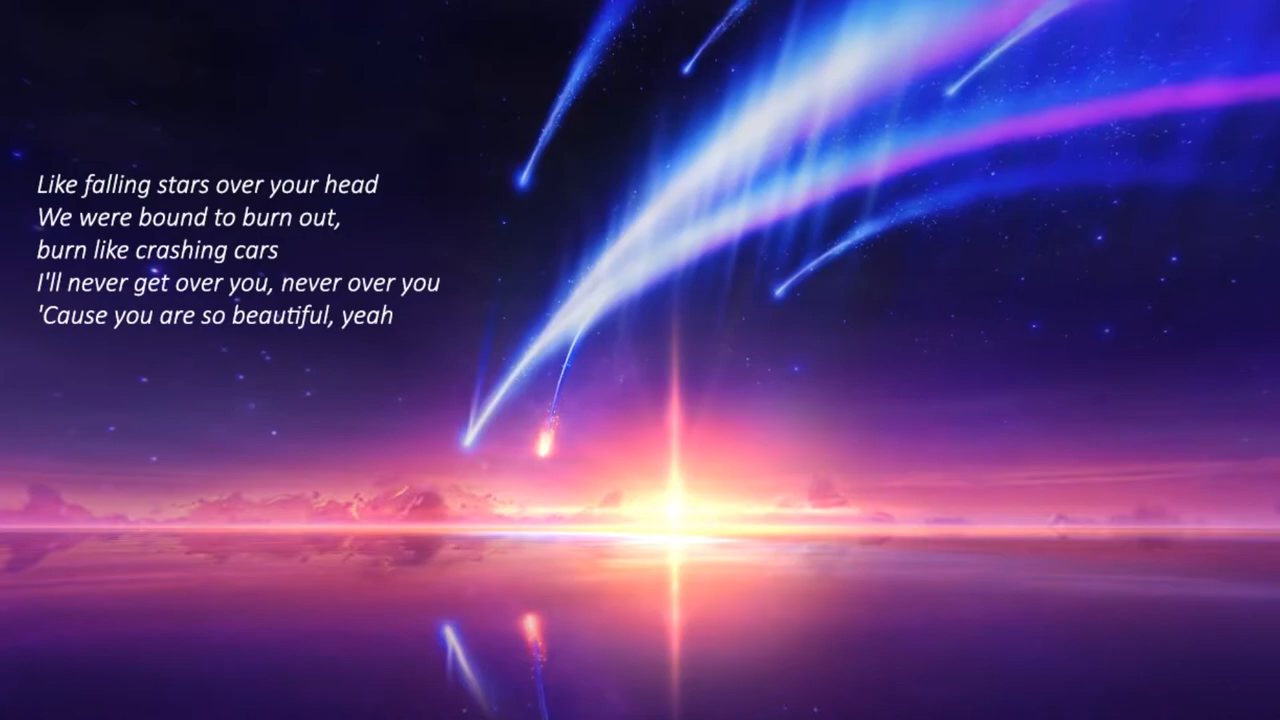 Like falling stars over your head
We were bound to burn out,
burn like crashing cars
I'll never get over you, never over you
'Cause you are so beautiful, yeah